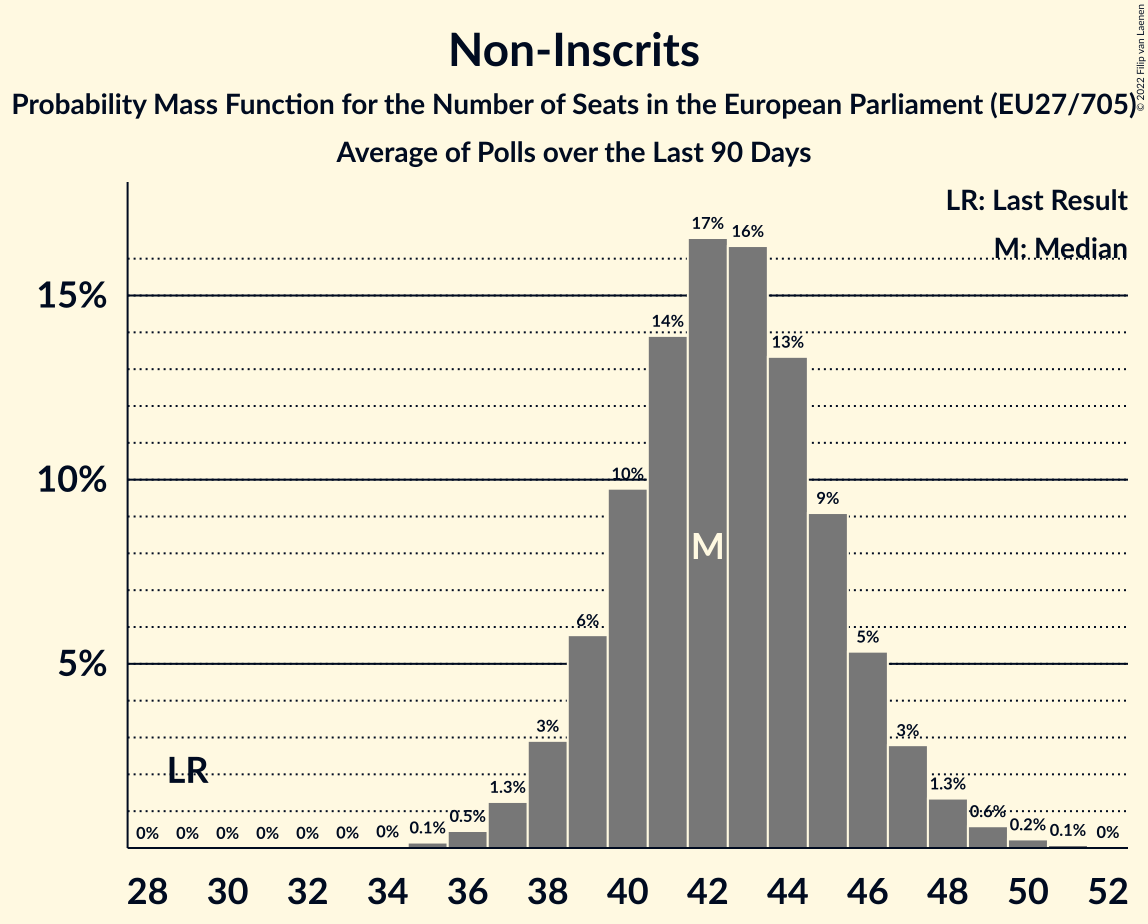 Non-Inscrits
Probability Mass Function for the Number of Seats in the European Parliament (EU27/705)
Average of Polls over the Last 90 Days
© 2022 Filip van Laenen
LR: Last Result
M: Median
17%
16%
15%
14%
13%
10%
10%
9%
M
6%
5%
5%
3%
3%
LR
1.3%
1.3%
0.5%
0.6%
0% 0% 0% 0% 0% 0% 0% 0.1% 0.2% 0.1% 0%
28 30 32 34 36 38 40 42 44 46 48 50 52